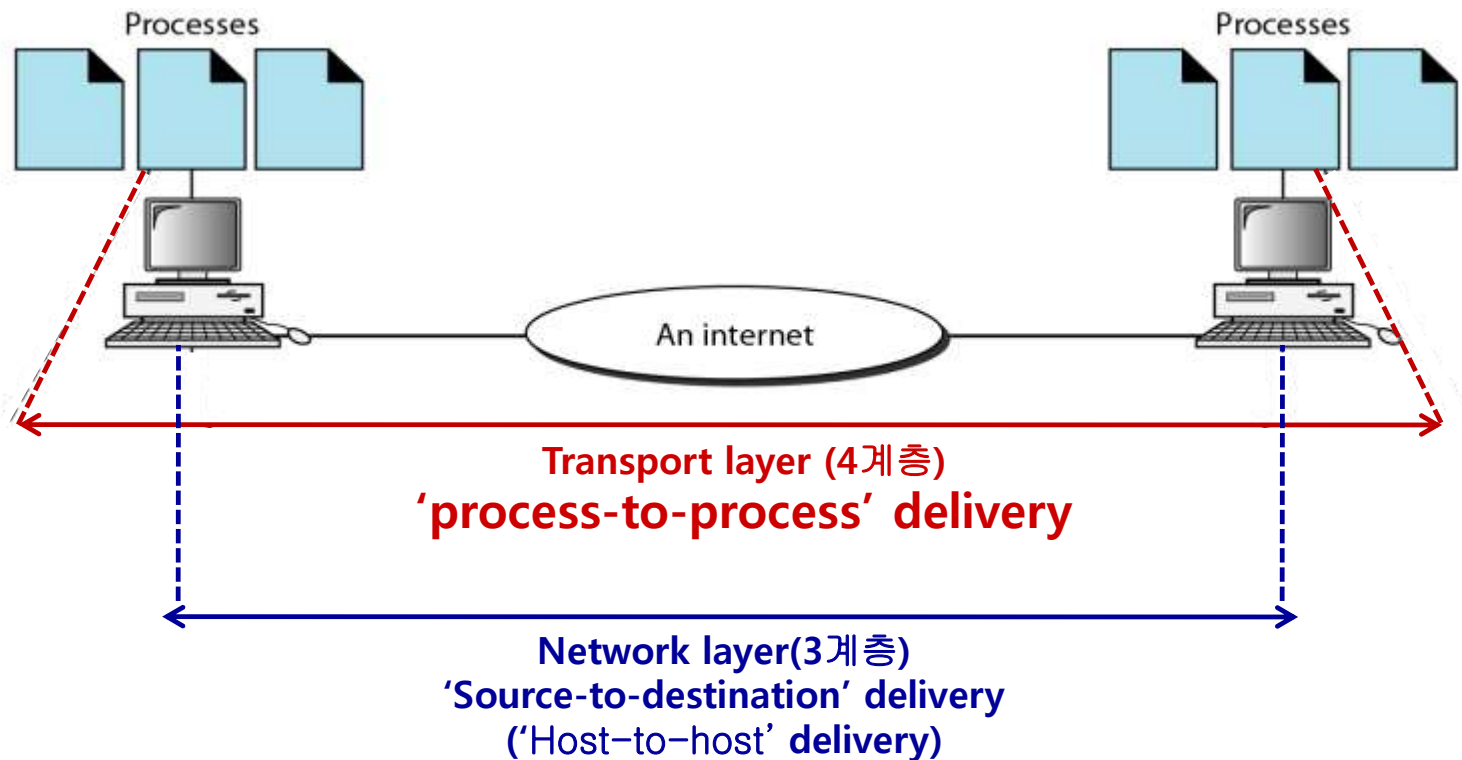 Processes
Processes
An internet
Transport layer (4계층)
‘process-to-process’ delivery
Network layer(3계층)
‘Source-to-destination’ delivery
(‘Host-to-host’ delivery)